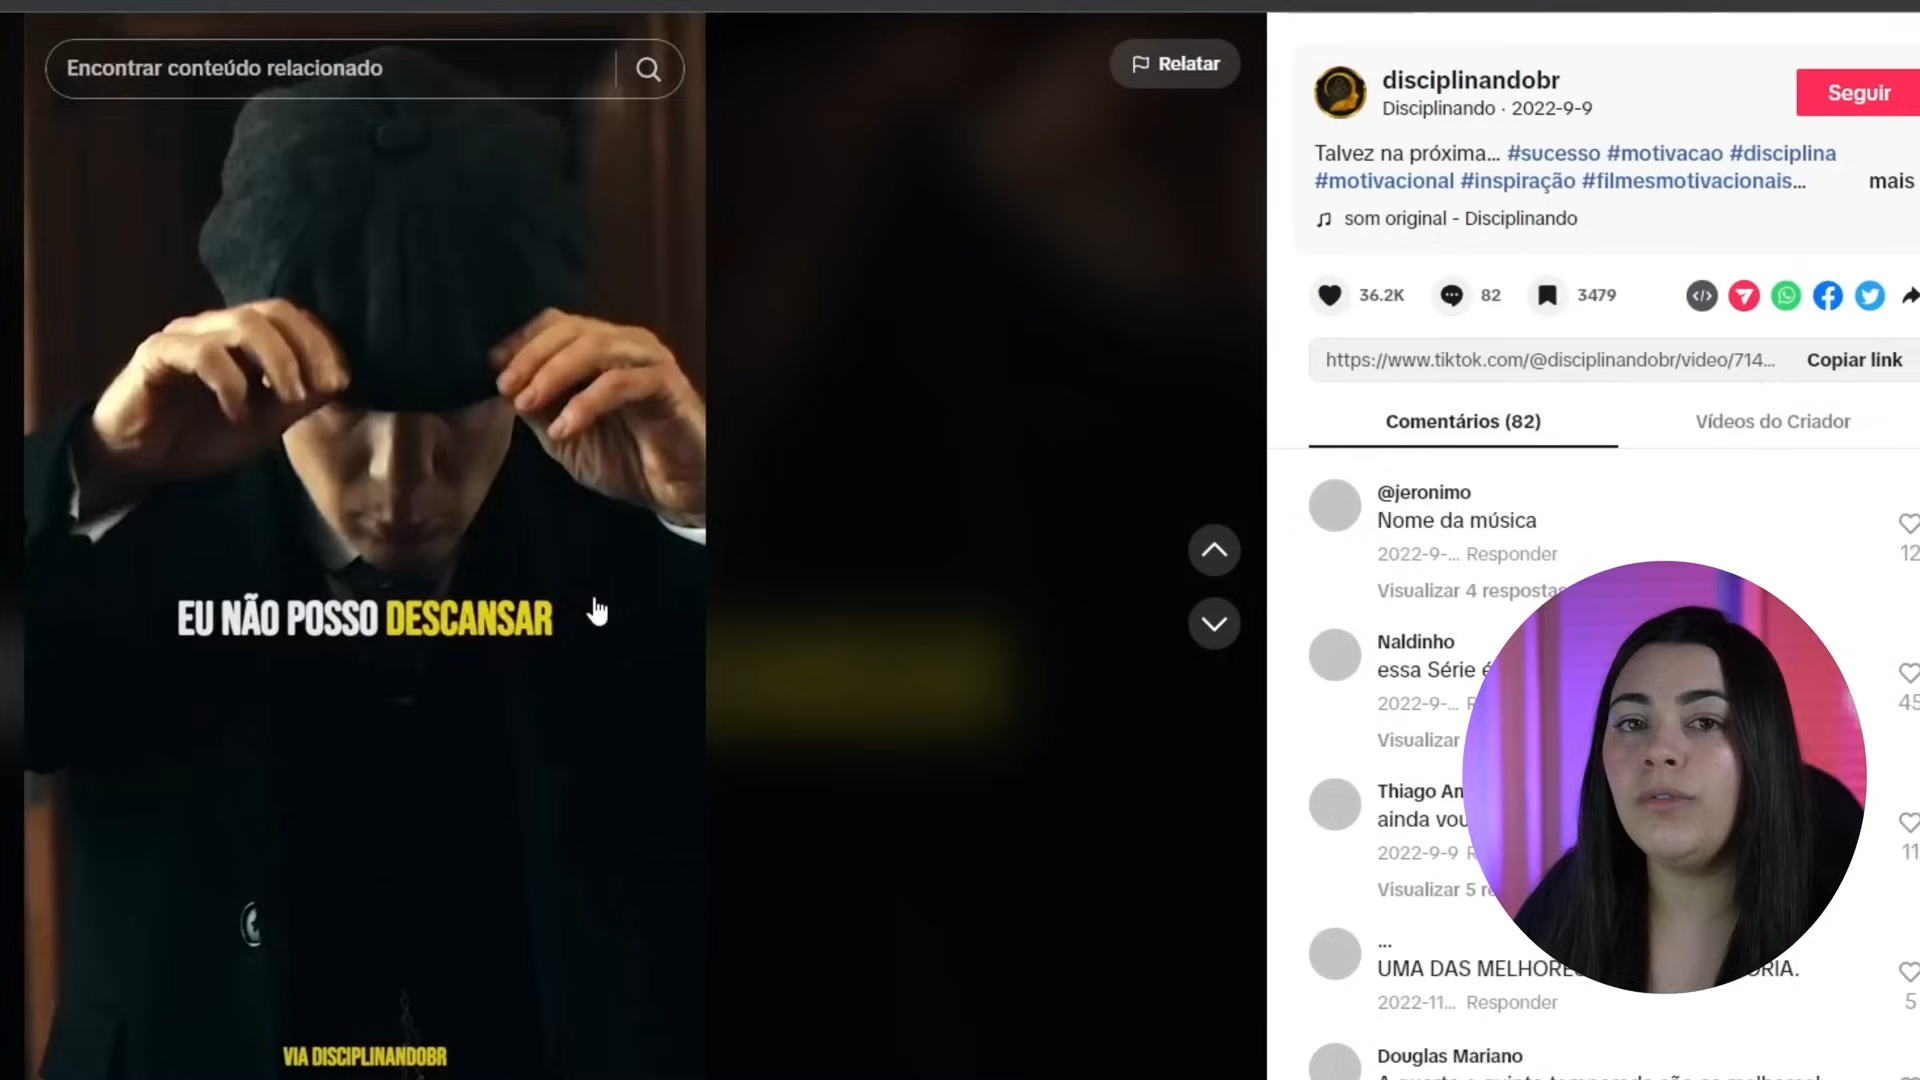 Encontrar conteúdo relacionado
Relatar
EU NÃO POSSO DESCANSAR
VIA DISCIPLINANDOBR
disciplinandobr
Disciplinando · 2022-9-9
Seguir
Talvez na próxima... #sucesso #motivacao #disciplina
#motivacional #inspiração #filmesmotivacionais...
mais
som original - Disciplinando
36.2K
82
3479
https://www.tiktok.com/@disciplinandobr/video/714...
Copiar link
Comentários (82)
Vídeos do Criador
@jeronimo
Nome da música
12
2022-9-... Responder
Visualizar 4 respostas
Naldinho
essa Série é
45
2022-9-...
Visualizar
Thiago An
ainda vou
11
2022-9-9
Visualizar 5
...
UMA DAS MELHORES
2022-11... Responder
5
Douglas Mariano